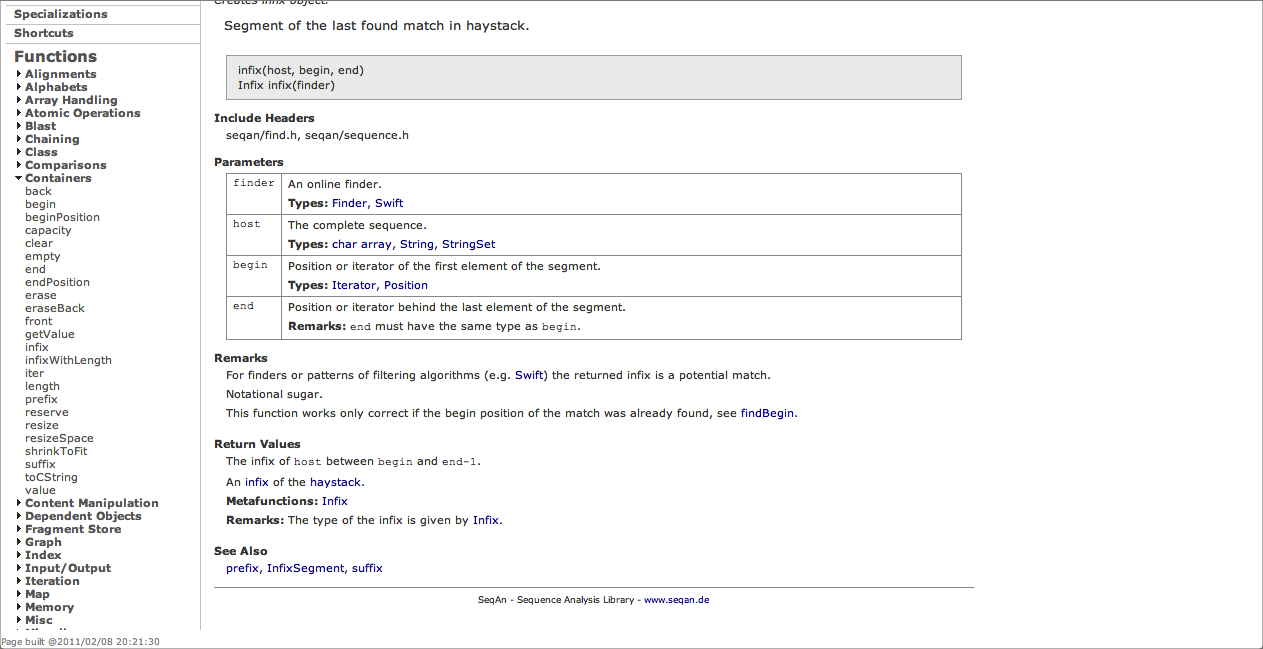 Specializations
Shortcuts
Functions
Alignments
Alphabets
Array Handling
Atomic Operations
Blast
Chaining
Class
Comparisons
Containers
back
begin
beginPosition
capacity
clear
empty
end
endPosition
erase
eraseBack
front
getValue
infix
infixWithLength
iter
length
prefix
reserve
resize
resizeSpace
shrinkToFit
suffix
toCString
value
Content Manipulation
Dependent Objects
Fragment Store
Graph
Index
Input/Output
Iteration
Map
Memory
Misc
Page built @2011/02/08 20:21:30
Creates infix object.
Segment of the last found match in haystack.
infix(host, begin, end)
Infix infix(finder)
Include Headers
seqan/find.h, seqan/sequence.h
Parameters
finder An online finder.
Types: Finder, Swift
host The complete sequence.
Types: char array, String, StringSet
begin Position or iterator of the first element of the segment.
Types: Iterator, Position
end Position or iterator behind the last element of the segment.
Remarks: end must have the same type as begin.
Remarks
For finders or patterns of filtering algorithms (e.g. Swift) the returned infix is a potential match.
Notational sugar.
This function works only correct if the begin position of the match was already found, see findBegin.
Return Values
The infix of host between begin and end-1.
An infix of the haystack.
Metafunctions: Infix
Remarks: The type of the infix is given by Infix.
See Also
prefix, InfixSegment, suffix
SeqAn - Sequence Analysis Library - www.seqan.de